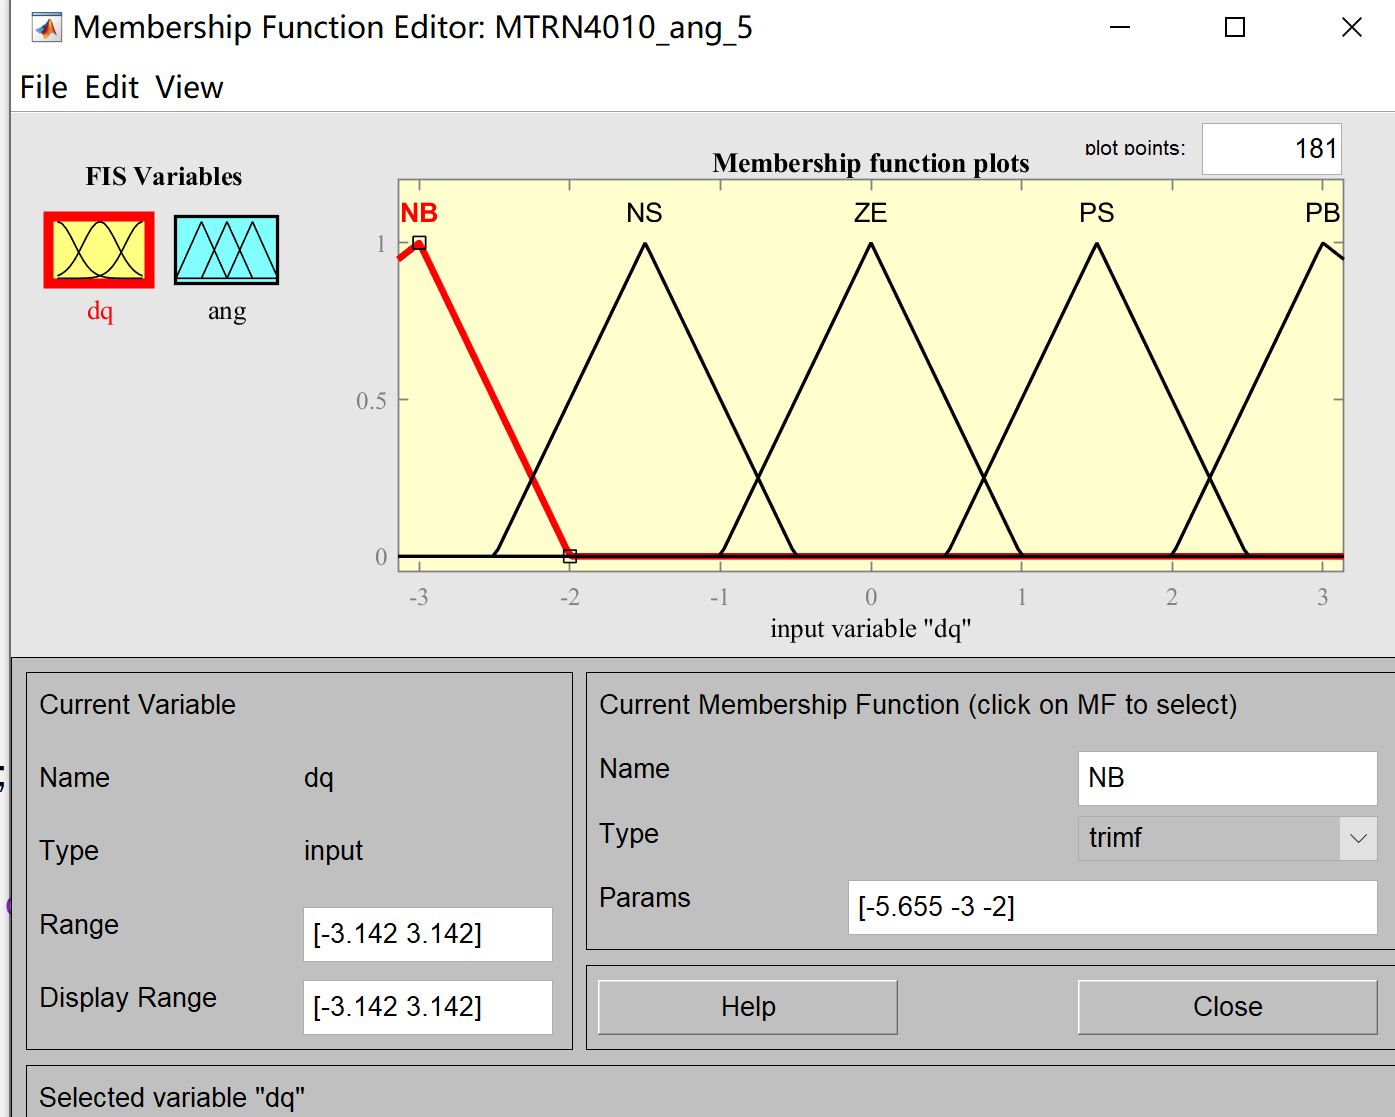 Membership Function Editor: MTRN4010_ang_5
File Edit View
FIS Variables
dq
ang
Membership function plots
plot points:
181
NB
NS
ZE
PS
PB
1
0.5
0
-3
-2
-1
0
1
2
3
input variable "dq"
Current Variable
Name dq
Type input
Range [-3.142 3.142]
Display Range [-3.142 3.142]
Current Membership Function (click on MF to select)
Name NB
Type trimf
Params [-5.655 -3 -2]
Help
Close
Selected variable "dq"
;